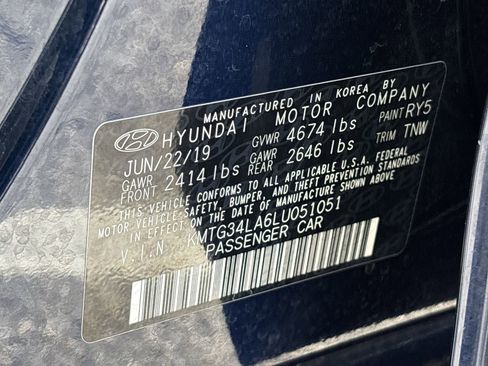 MANUFACTURED IN KOREA BY
HYUNDAI MOTOR COMPANY
JUN/22/19 GVWR 4674 lbs PAINT RY5
GAWR FRONT 2414 lbs GAWR REAR 2646 lbs TRIM TNW
THIS VEHICLE CONFORMS TO ALL APPLICABLE U.S.A. FEDERAL
MOTOR VEHICLE SAFETY, BUMPER, AND THEFT PREVENTION STANDARDS
IN EFFECT ON THE DATE OF MANUFACTURE SHOWN ABOVE.
V.I.N. KMTG34LA6LU051051
PASSENGER CAR